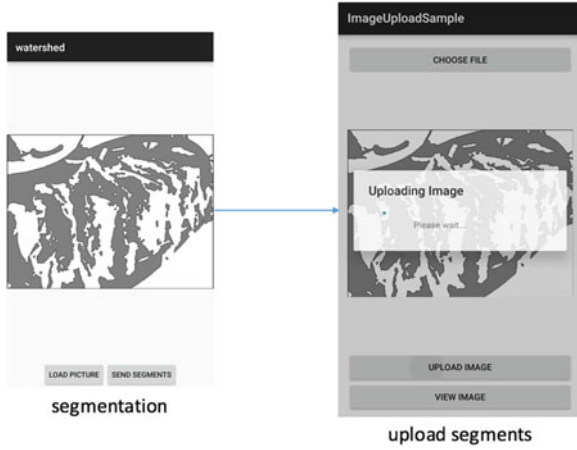 watershed
LOAD PICTURE SEND SEGMENTS
segmentation
ImageUploadSample
CHOOSE FILE
Uploading Image
Please wait...
UPLOAD IMAGE
VIEW IMAGE
upload segments